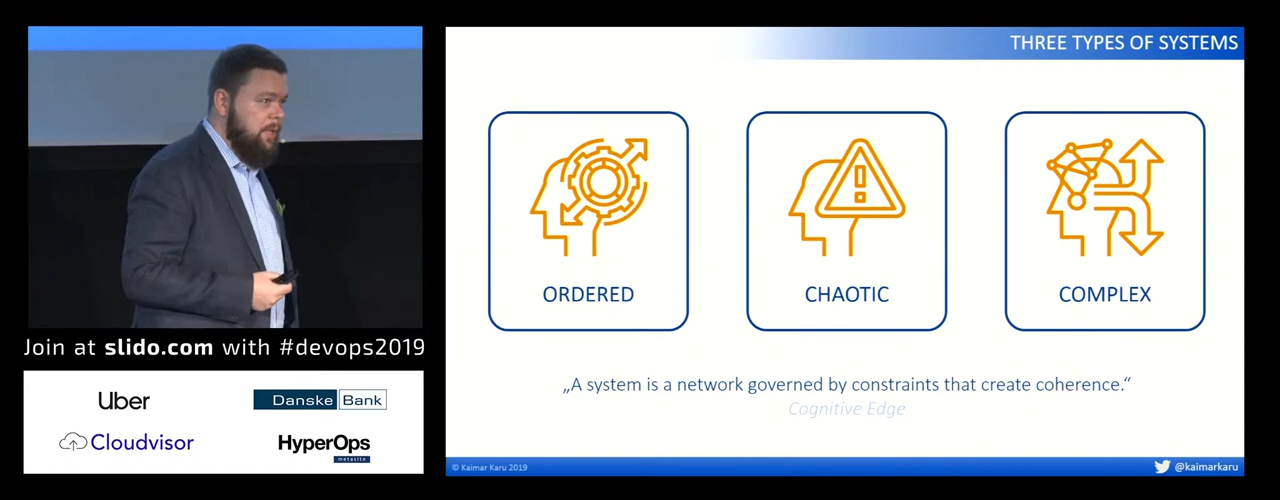 THREE TYPES OF SYSTEMS
ORDERED
CHAOTIC
COMPLEX
„A system is a network governed by constraints that create coherence.“
Cognitive Edge
© Kaimar Karu 2019
@kaimarkaru
Join at slido.com with #devops2019
Uber
Danske Bank
Cloudvisor
HyperOps
metasite